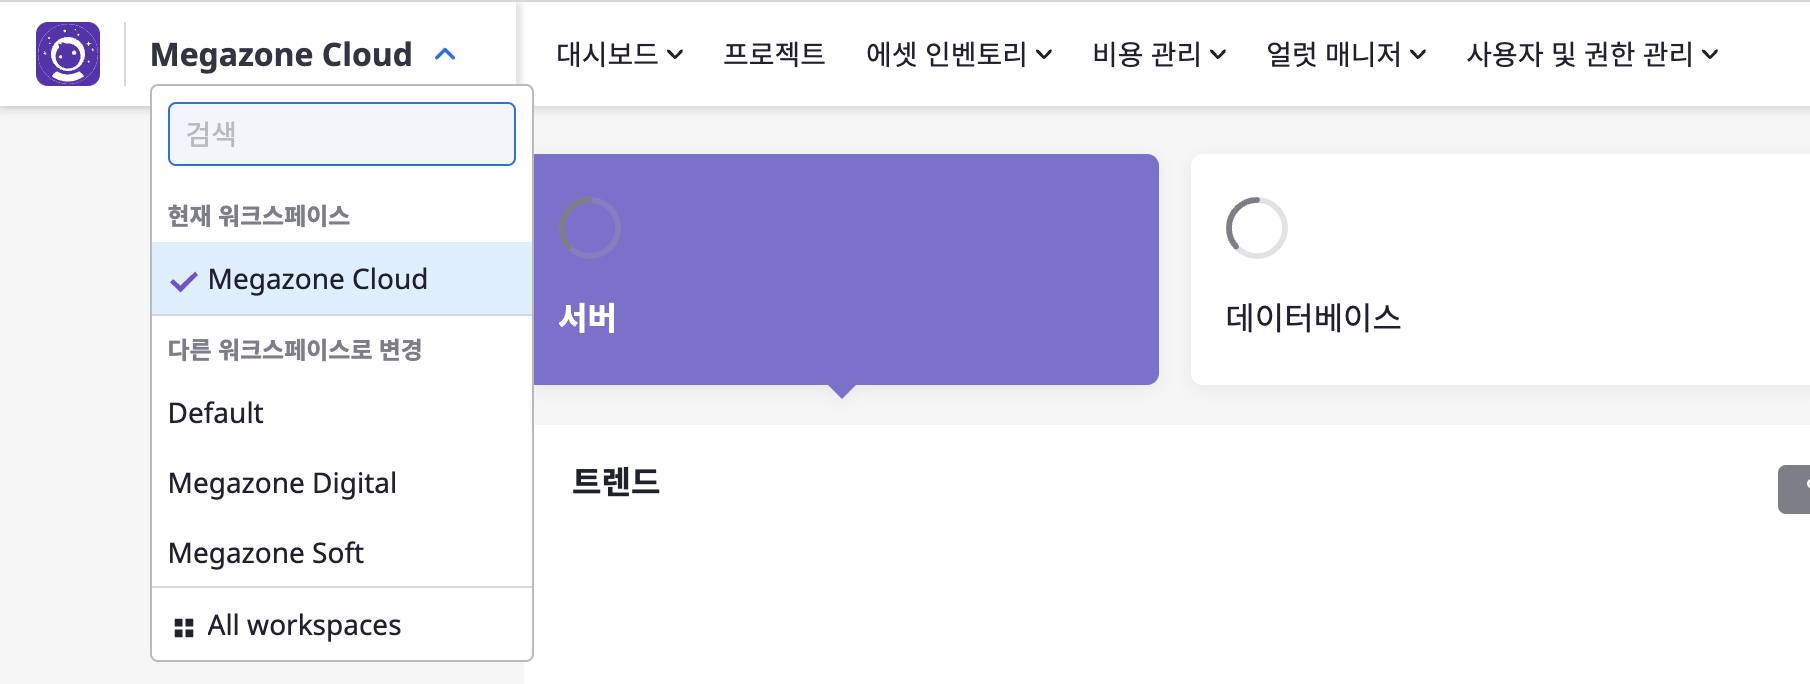 Megazone Cloud
대시보드
프로젝트
에셋 인벤토리
비용 관리
얼럿 매니저
사용자 및 권한 관리
검색
현재 워크스페이스
Megazone Cloud
다른 워크스페이스로 변경
Default
Megazone Digital
Megazone Soft
All workspaces
서버
데이터베이스
트렌드